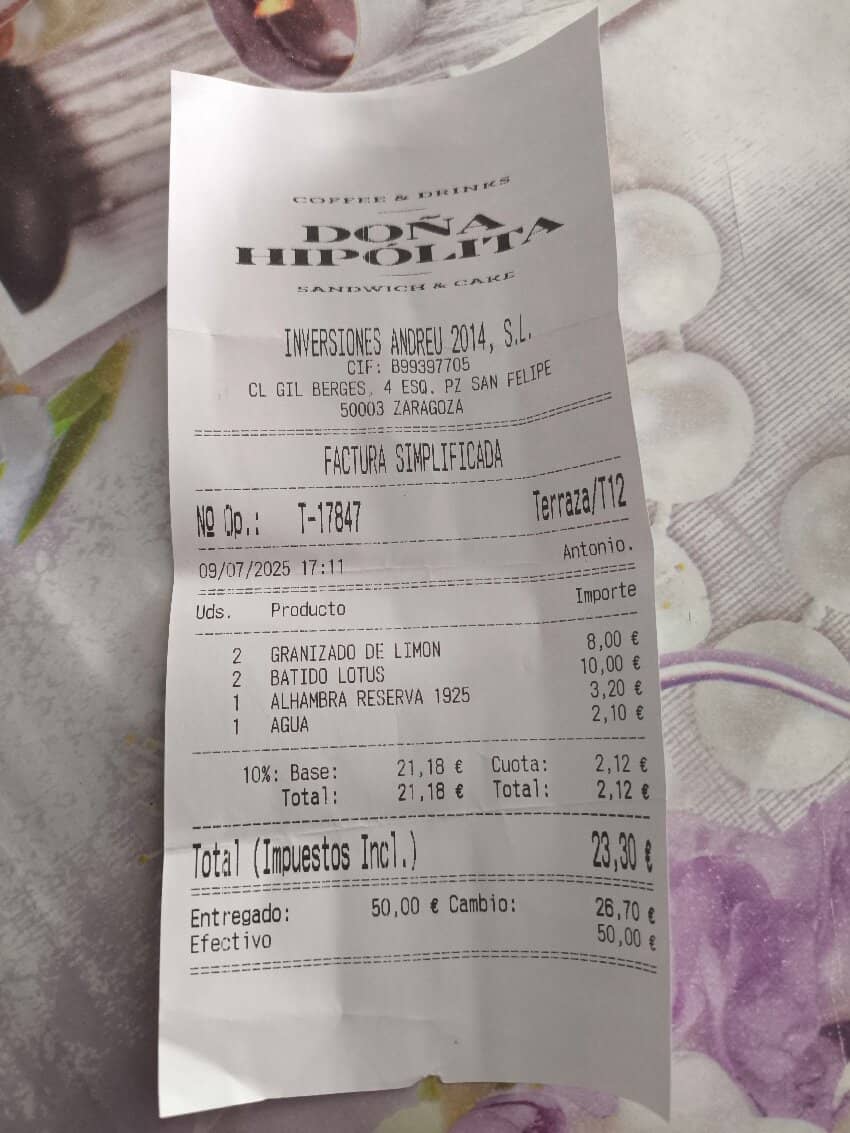 COFFEE & DRINKS
DOÑA
HIPÓLITA
SANDWICH & CAKE
INVERSIONES ANDREU 2014, S.L.
CIF: B99397705
CL GIL BERGES, 4 ESQ. PZ SAN FELIPE
50003 ZARAGOZA
FACTURA SIMPLIFICADA
Nº Op.: T-17847 Terraza/T12
09/07/2025 17:11 Antonio.
Uds. Producto Importe
2 GRANIZADO DE LIMON 8,00 €
2 BATIDO LOTUS 10,00 €
1 ALHAMBRA RESERVA 1925 3,20 €
1 AGUA 2,10 €
10%: Base: 21,18 € Cuota: 2,12 €
Total: 21,18 € Total: 2,12 €
Total (Impuestos Incl.) 23,30 €
Entregado: 50,00 € Cambio: 26,70 €
Efectivo 50,00 €